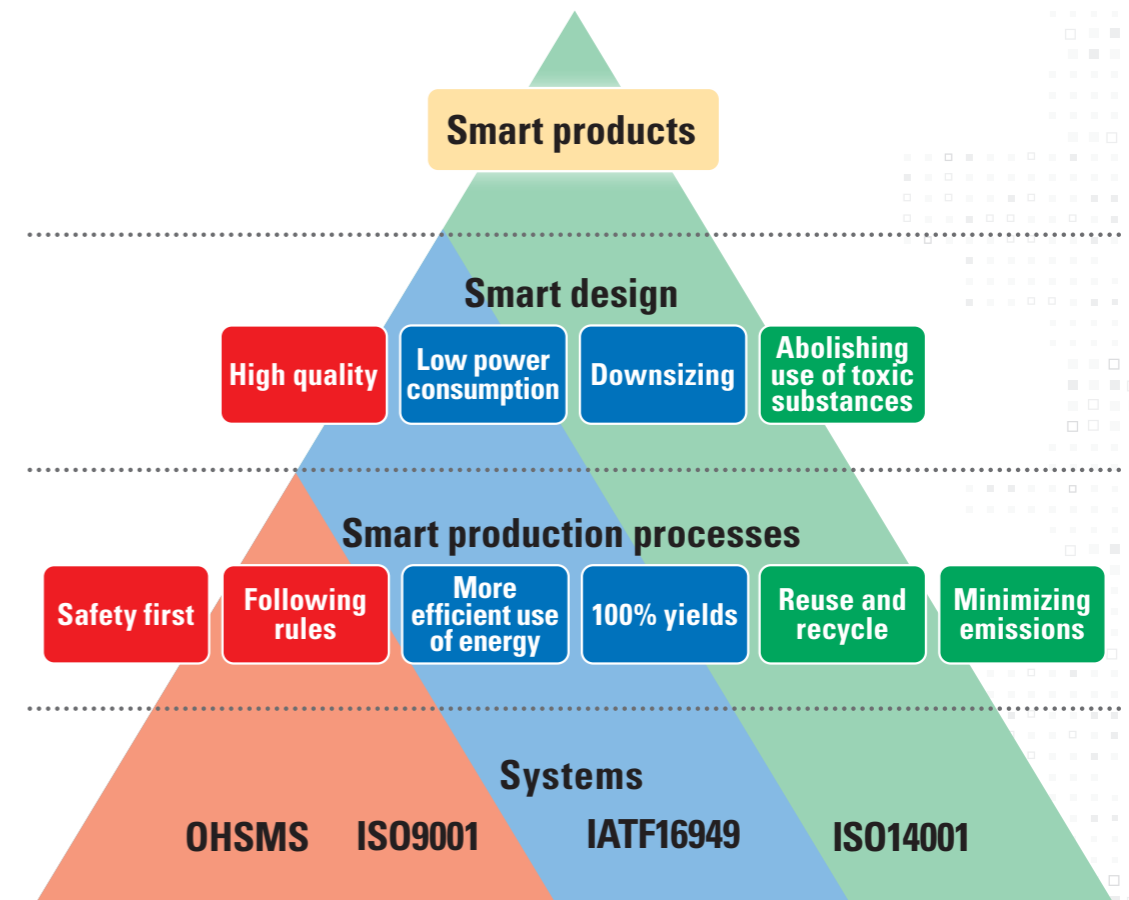 Smart products
Smart design
High quality
Low power
consumption
Downsizing
Abolishing
use of toxic
substances
Smart production processes
Safety first
Following
rules
More
efficient use
of energy
100% yields
Reuse and
recycle
Minimizing
emissions
Systems
OHSMS
ISO9001
IATF16949
ISO14001